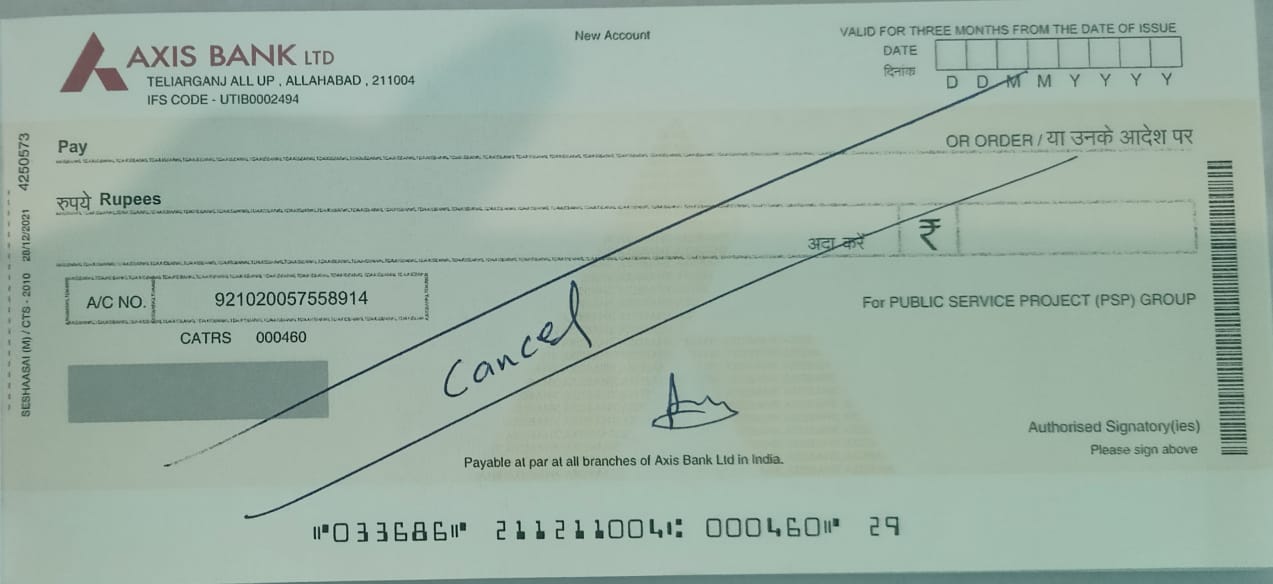 AXIS BANK LTD
TELIARGANJ ALL UP , ALLAHABAD , 211004
IFS CODE - UTIB0002494
New Account
VALID FOR THREE MONTHS FROM THE DATE OF ISSUE
DATE
दिनांक
D D M M Y Y Y Y
Pay
OR ORDER / या उनके आदेश पर
रुपये Rupees
अदा करें ₹
A/C NO. 921020057558914
For PUBLIC SERVICE PROJECT (PSP) GROUP
CATRS 000460
Cancel
Authorised Signatory(ies)
Please sign above
Payable at par at all branches of Axis Bank Ltd in India.
⑈033686⑈ 211211004⑆ 000460⑈ 29
SESHAASAI (M) / CTS - 2010 28/12/2021 4250573